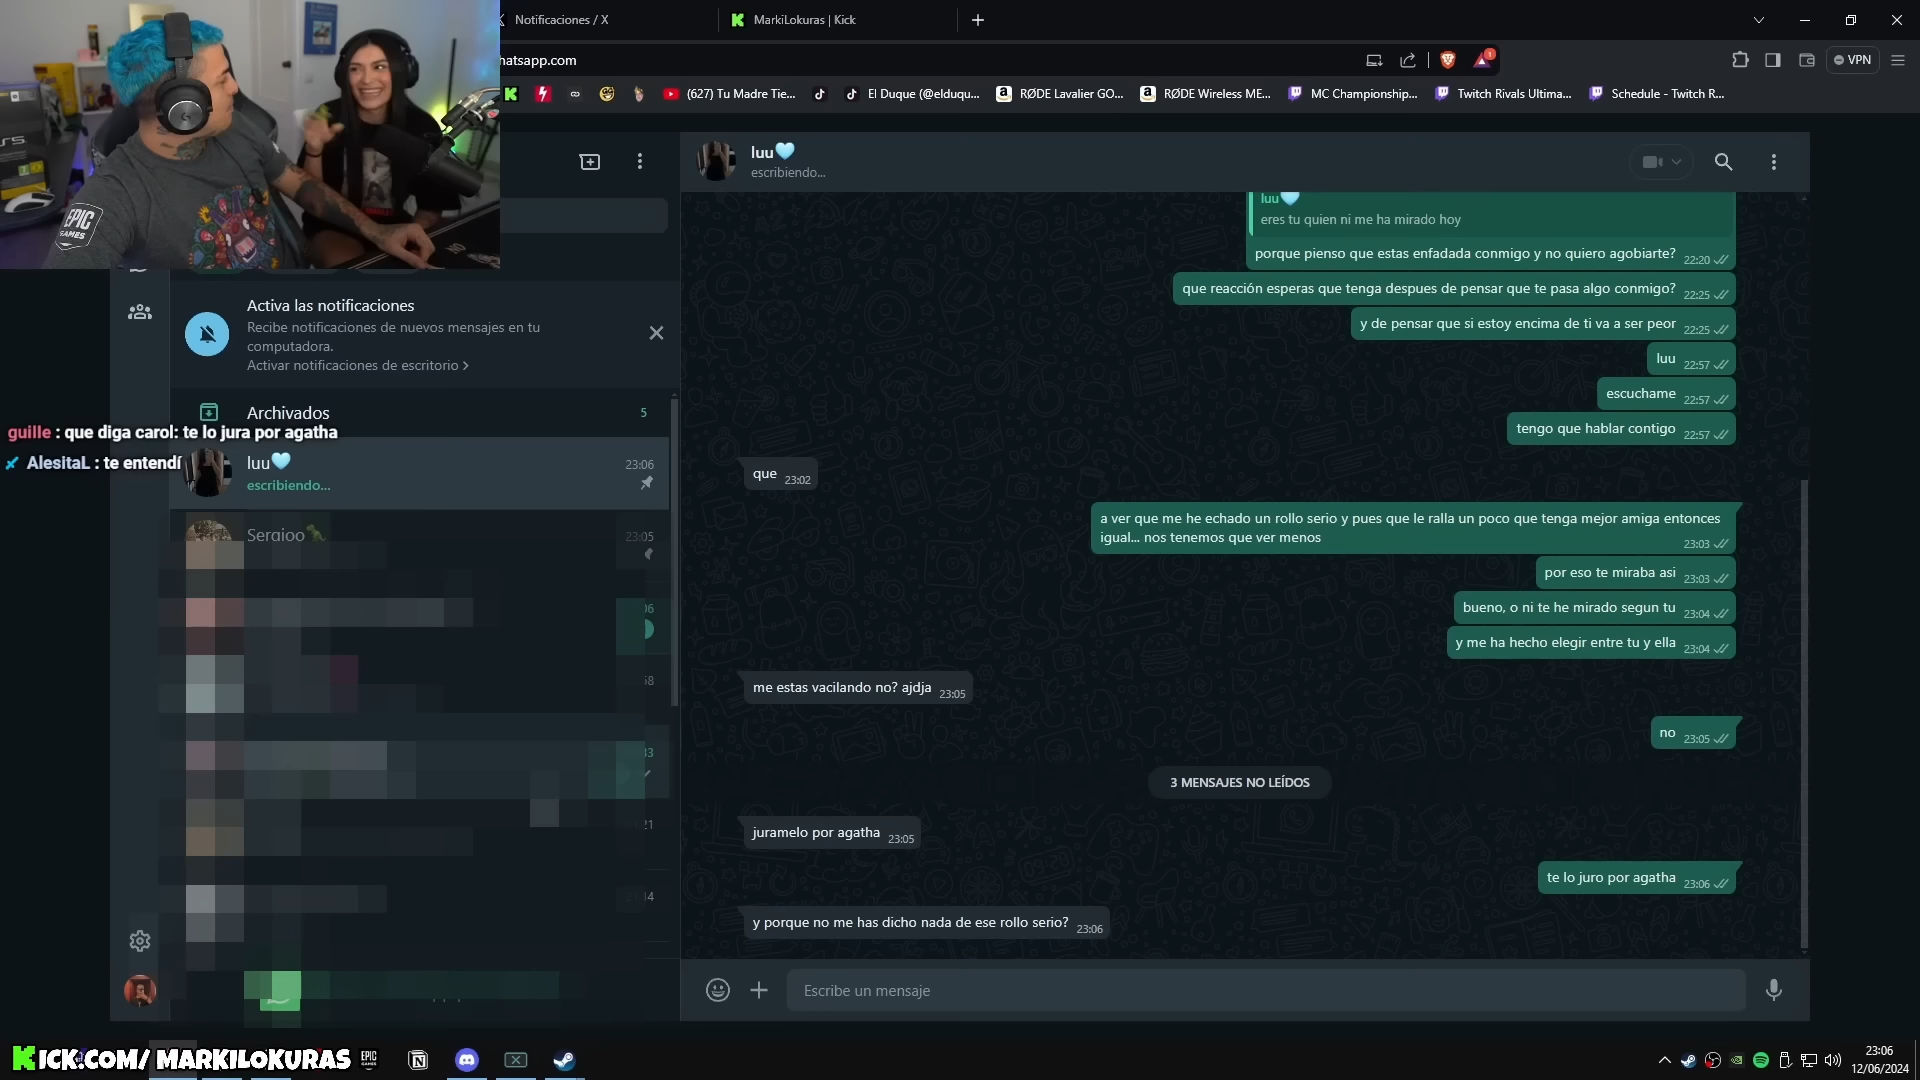 Notificaciones / X
MarkiLokuras | Kick
hatsapp.com
VPN
(627) Tu Madre Tie...
El Duque (@elduqu...
RØDE Lavalier GO...
RØDE Wireless ME...
MC Championship...
Twitch Rivals Ultima...
Schedule - Twitch R...
EPIC
GAMES
luu🩵
escribiendo...
luu🩵
eres tu quien ni me ha mirado hoy
porque pienso que estas enfadada conmigo y no quiero agobiarte? 22:20
que reacción esperas que tenga despues de pensar que te pasa algo conmigo? 22:25
y de pensar que si estoy encima de ti va a ser peor 22:25
luu 22:57
escuchame 22:57
tengo que hablar contigo 22:57
que 23:02
a ver que me he echado un rollo serio y pues que le ralla un poco que tenga mejor amiga entonces
igual... nos tenemos que ver menos 23:03
por eso te miraba asi 23:03
bueno, o ni te he mirado segun tu 23:04
y me ha hecho elegir entre tu y ella 23:04
me estas vacilando no? ajdja 23:05
no 23:05
3 MENSAJES NO LEÍDOS
juramelo por agatha 23:05
te lo juro por agatha 23:06
y porque no me has dicho nada de ese rollo serio? 23:06
Escribe un mensaje
Activa las notificaciones
Recibe notificaciones de nuevos mensajes en tu
computadora.
Activar notificaciones de escritorio >
Archivados 5
guille : que diga carol: te lo jura por agatha
AlesitaL : te entendí
luu🩵 23:06
escribiendo...
Sergioo🦖 23:05
KICK.COM/ MARKILOKURAS
23:06
12/06/2024